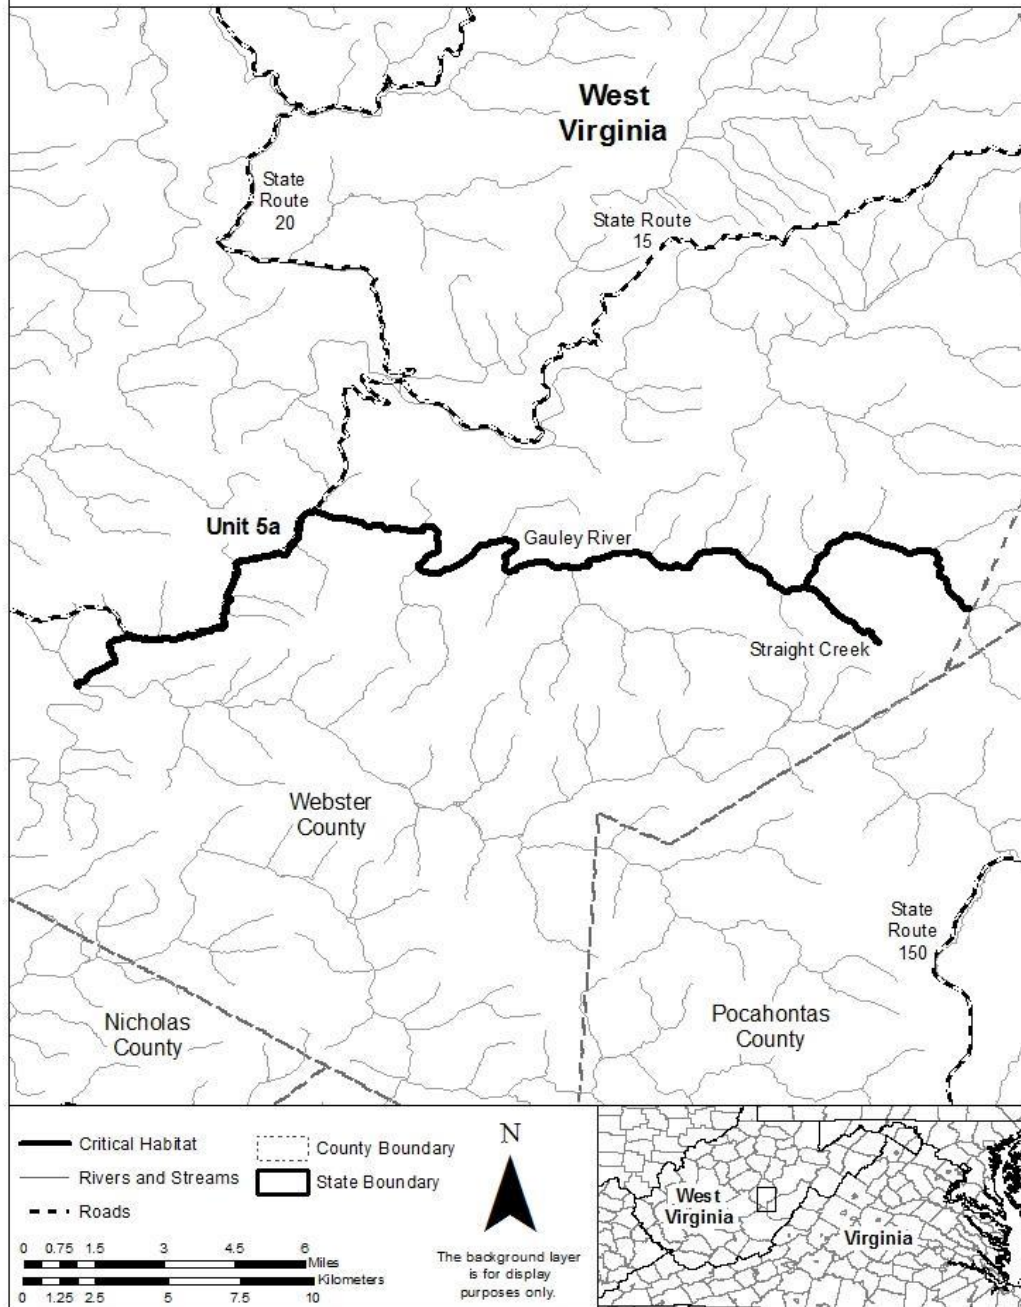 West
Virginia
State
Route
20
State Route
15
Unit 5a
Gauley River
Straight Creek
Webster
County
State
Route
150
Nicholas
County
Pocahontas
County
Critical Habitat
Rivers and Streams
Roads
County Boundary
State Boundary
N
The background layer
is for display
purposes only.
0 0.75 1.5 3 4.5 6
Miles
Kilometers
0 1.25 2.5 5 7.5 10
West
Virginia
Virginia